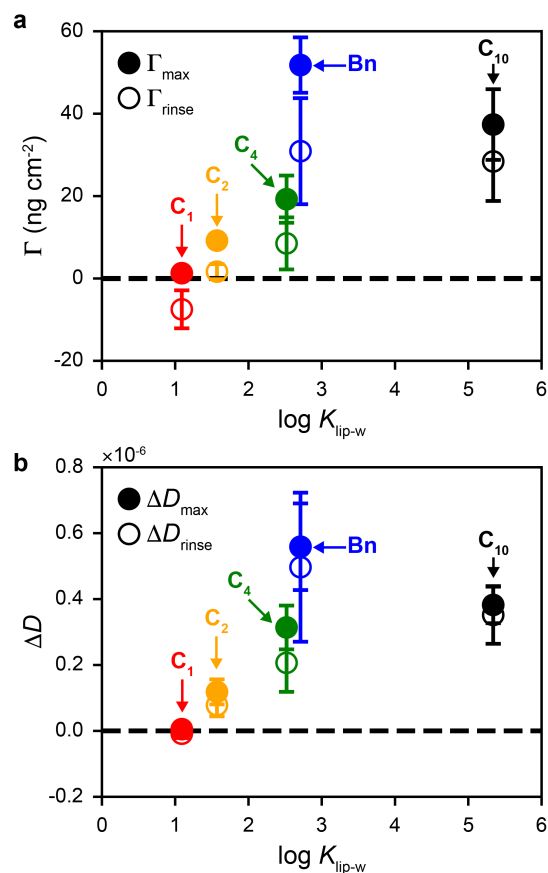 a
60
40
20
0
-20
Γ (ng cm⁻²)
Γmax
Γrinse
C₁
C₂
C₄
Bn
C₁₀
0 1 2 3 4 5 6
log Klip-w
b
×10⁻⁶
0.8
0.6
0.4
0.2
0.0
-0.2
ΔD
ΔDmax
ΔDrinse
C₁
C₂
C₄
Bn
C₁₀
0 1 2 3 4 5 6
log Klip-w